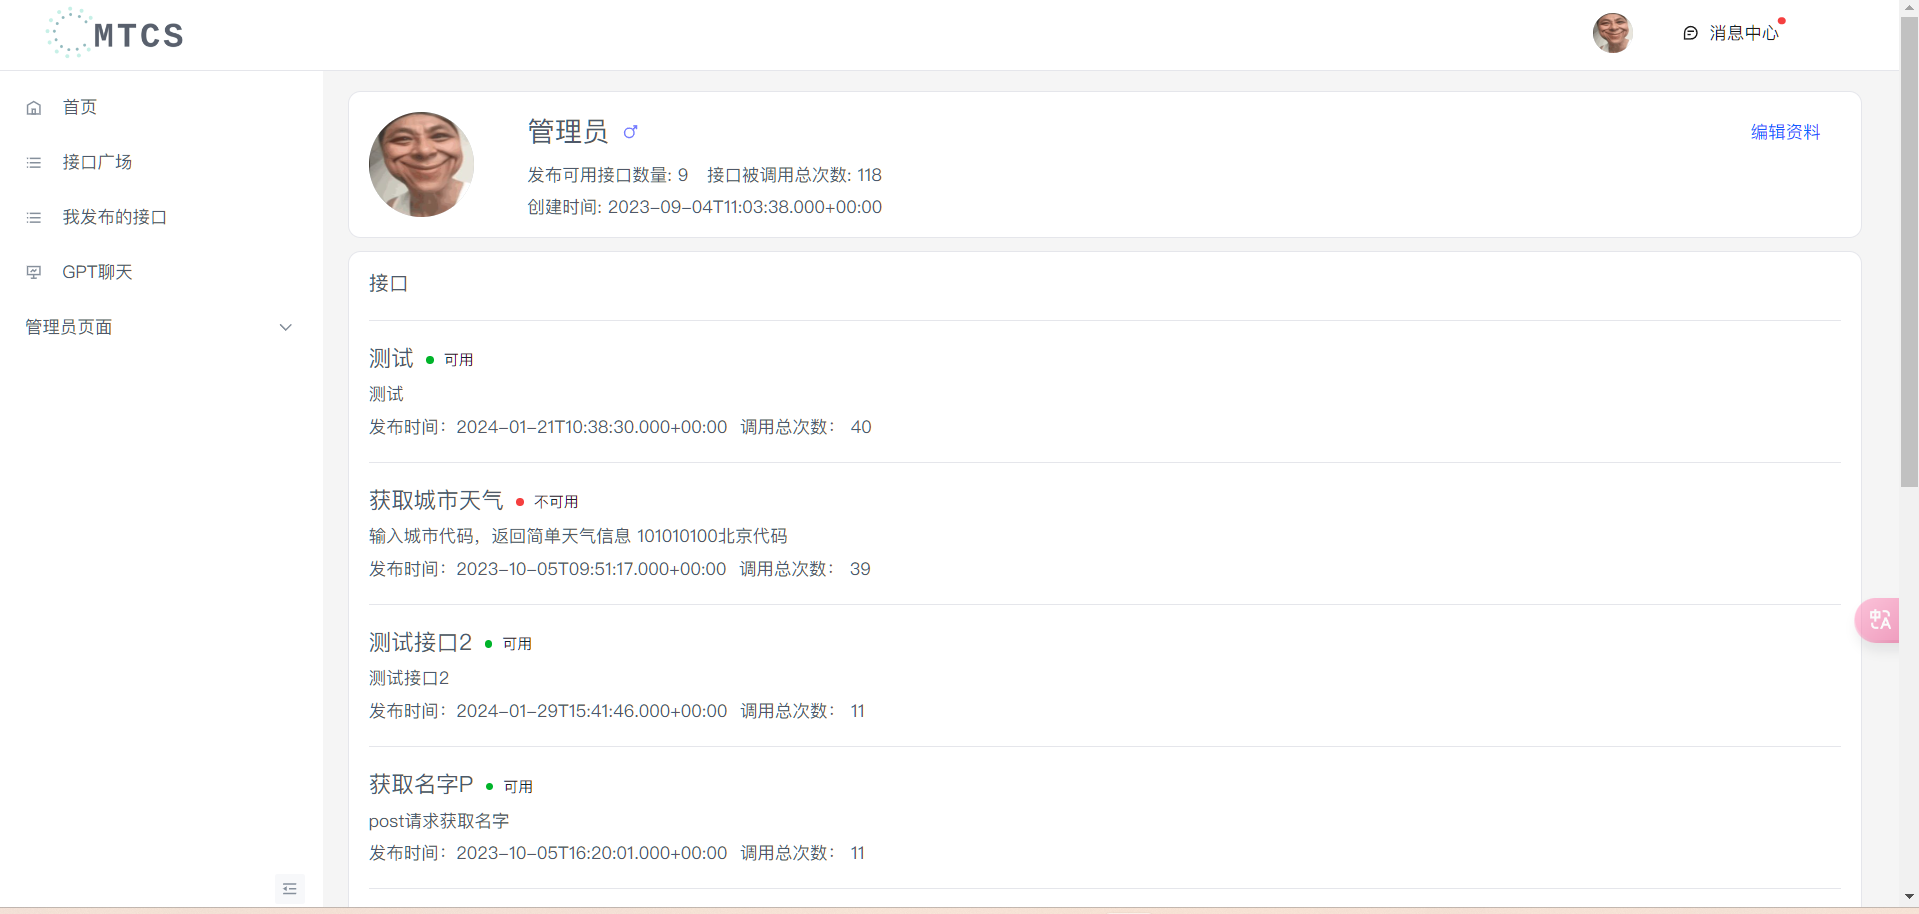 MTCS
消息中心
首页
接口广场
我发布的接口
GPT聊天
管理员页面
管理员
编辑资料
发布可用接口数量: 9 接口被调用总次数: 118
创建时间: 2023-09-04T11:03:38.000+00:00
接口
测试 可用
测试
发布时间：2024-01-21T10:38:30.000+00:00 调用总次数： 40
获取城市天气 不可用
输入城市代码，返回简单天气信息 101010100北京代码
发布时间：2023-10-05T09:51:17.000+00:00 调用总次数： 39
测试接口2 可用
测试接口2
发布时间：2024-01-29T15:41:46.000+00:00 调用总次数： 11
获取名字P 可用
post请求获取名字
发布时间：2023-10-05T16:20:01.000+00:00 调用总次数： 11
中A